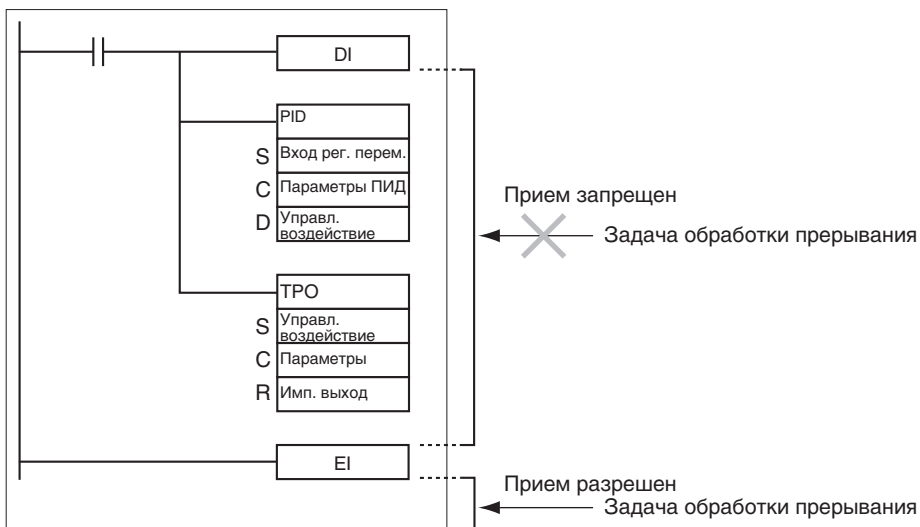 DI
PID
S Вход рег. перем.
C Параметры ПИД
D Управл.
воздействие
Прием запрещен
Задача обработки прерывания
TPO
S Управл.
воздействие
C Параметры
R Имп. выход
EI
Прием разрешен
Задача обработки прерывания